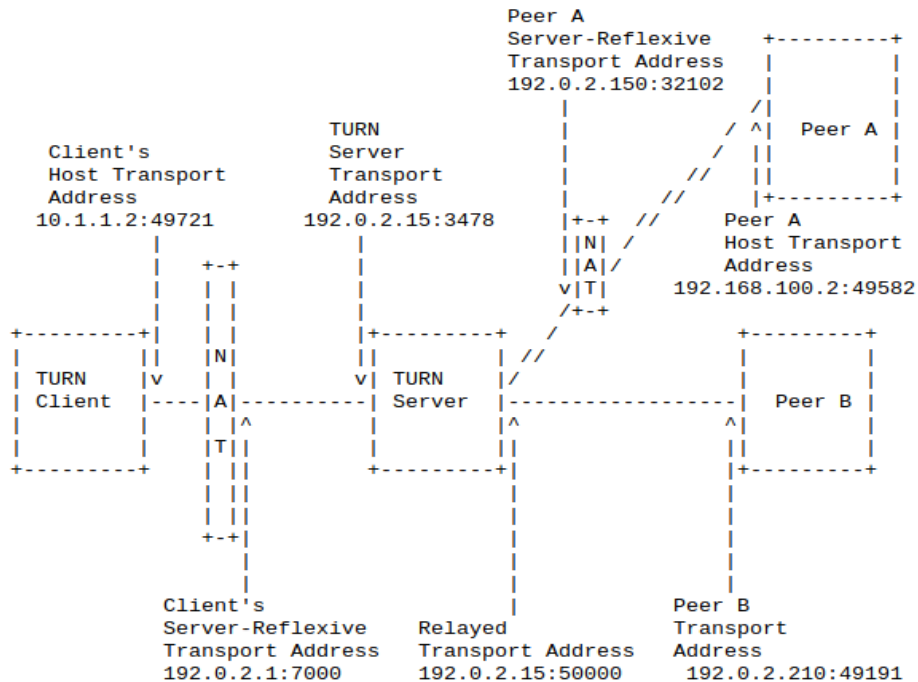 Peer A
Server-Reflexive
Transport Address
192.0.2.150:32102
Peer A
TURN
Server
Transport
Address
192.0.2.15:3478
Client's
Host Transport
Address
10.1.1.2:49721
Peer A
Host Transport
Address
192.168.100.2:49582
N
A
T
TURN
Client
N
A
T
TURN
Server
Peer B
Client's
Server-Reflexive
Transport Address
192.0.2.1:7000
Relayed
Transport Address
192.0.2.15:50000
Peer B
Transport
Address
192.0.2.210:49191